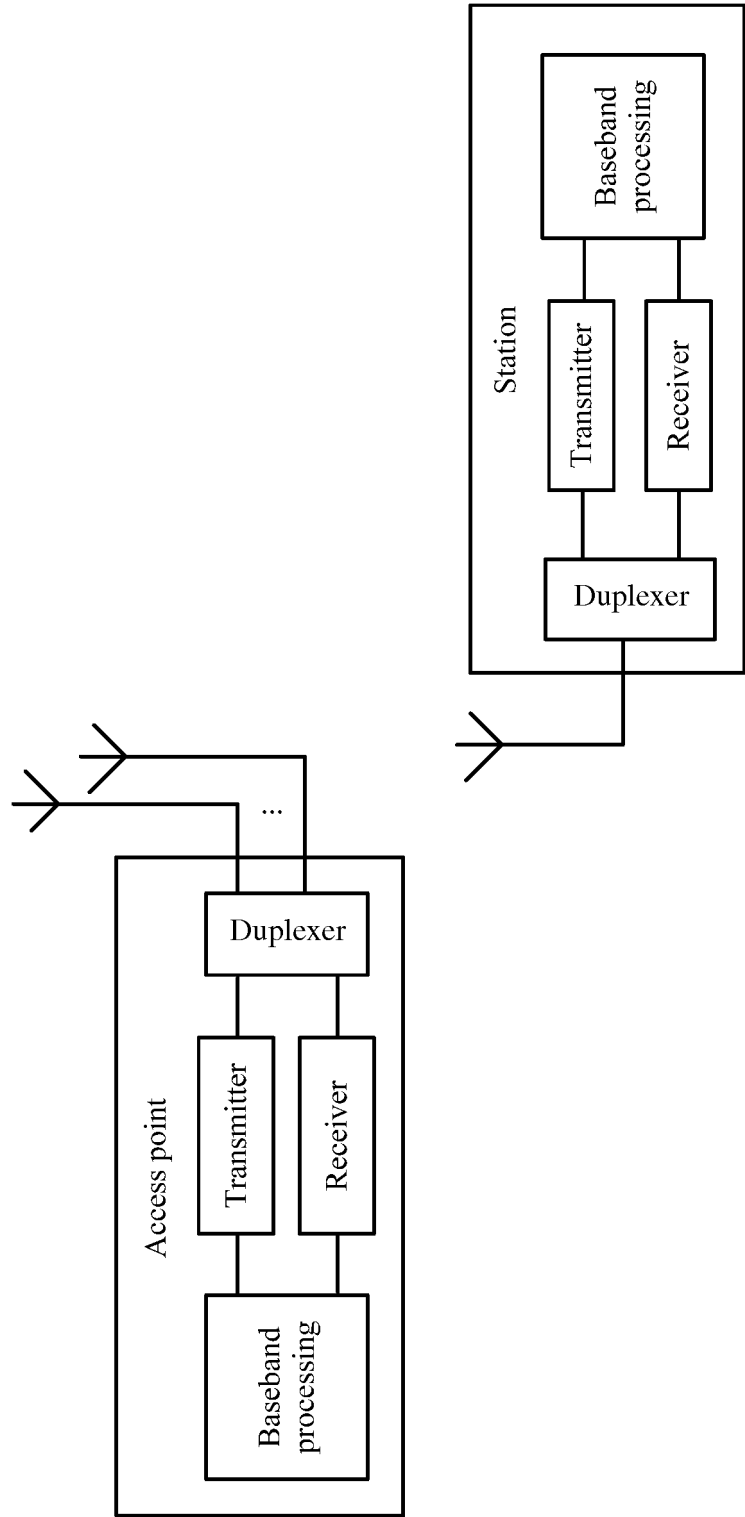 Access point
Baseband
processing
Transmitter
Receiver
Duplexer
...
Station
Duplexer
Transmitter
Receiver
Baseband
processing